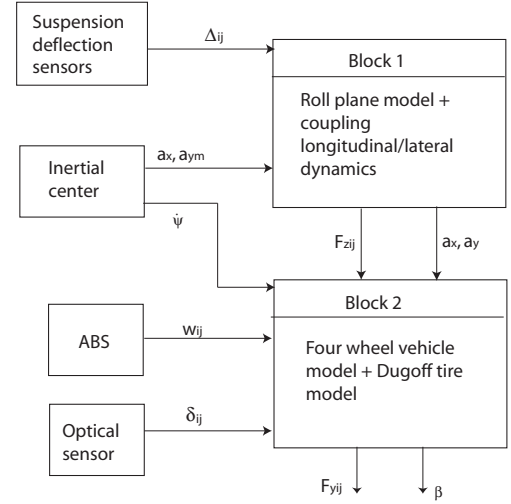 Suspension
deflection
sensors
Δij
Block 1
Roll plane model +
coupling
longitudinal/lateral
dynamics
Inertial
center
ax, aym
ψ̇
Fzij
ax, ay
Block 2
Four wheel vehicle
model + Dugoff tire
model
ABS
wij
Optical
sensor
δij
Fyij
β